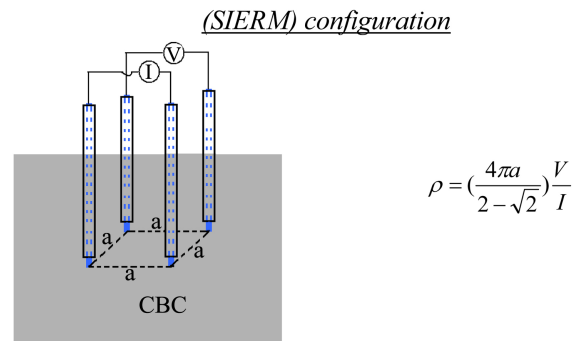 (SIERM) configuration
V
I
a
a
a
a
CBC
ρ = (4πa / 2 − √2) V / I